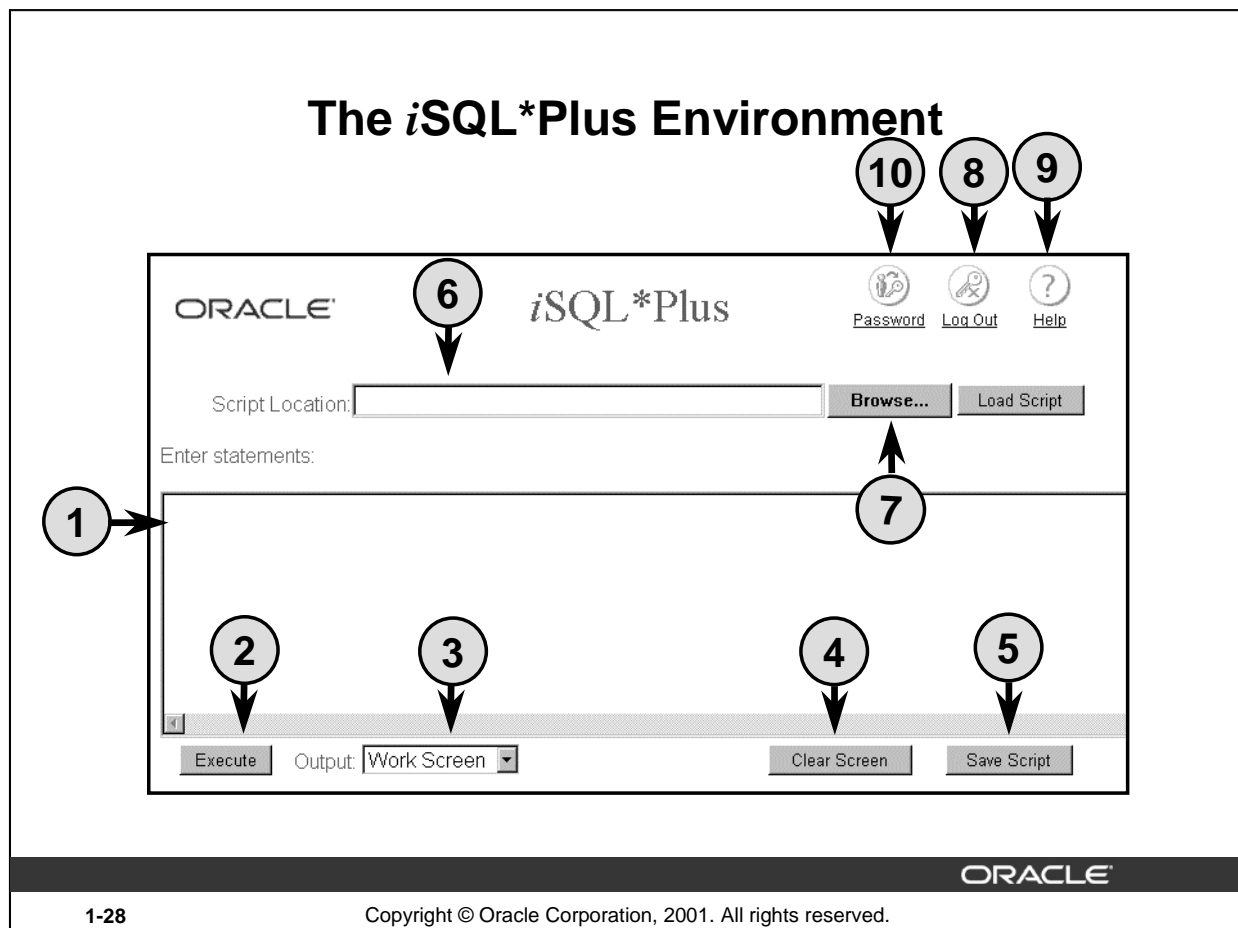 The iSQL*Plus Environment
10 8 9
6
ORACLE iSQL*Plus
Password Log Out Help
Script Location: Browse... Load Script
Enter statements:
1
7
2 3 4 5
Execute Output: Work Screen Clear Screen Save Script
ORACLE
1-28 Copyright © Oracle Corporation, 2001. All rights reserved.